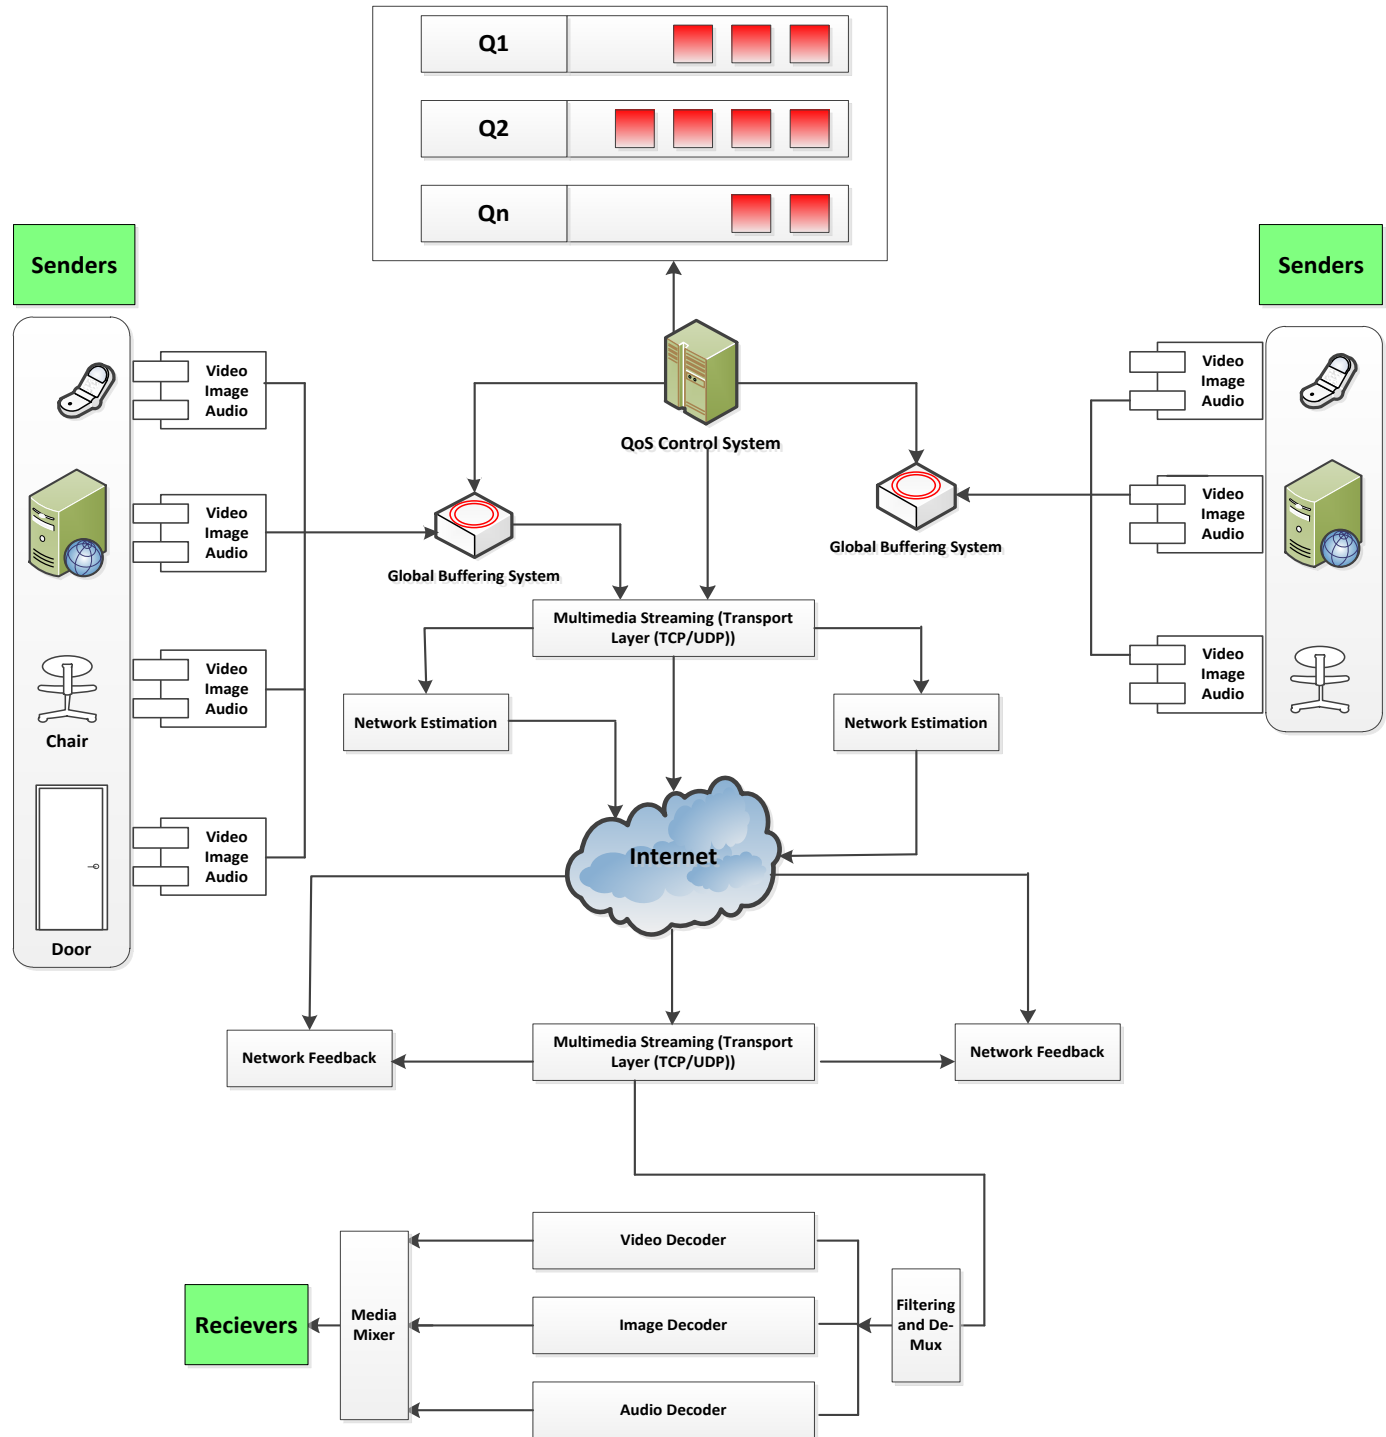 Q1
Q2
Qn
Senders
Senders
Video
Image
Audio
Video
Image
Audio
QoS Control System
Video
Image
Audio
Video
Image
Audio
Global Buffering System
Global Buffering System
Multimedia Streaming (Transport
Layer (TCP/UDP))
Video
Image
Audio
Video
Image
Audio
Chair
Network Estimation
Network Estimation
Video
Image
Audio
Internet
Door
Network Feedback
Multimedia Streaming (Transport
Layer (TCP/UDP))
Network Feedback
Video Decoder
Recievers
Media
Mixer
Image Decoder
Filtering
and De-
Mux
Audio Decoder